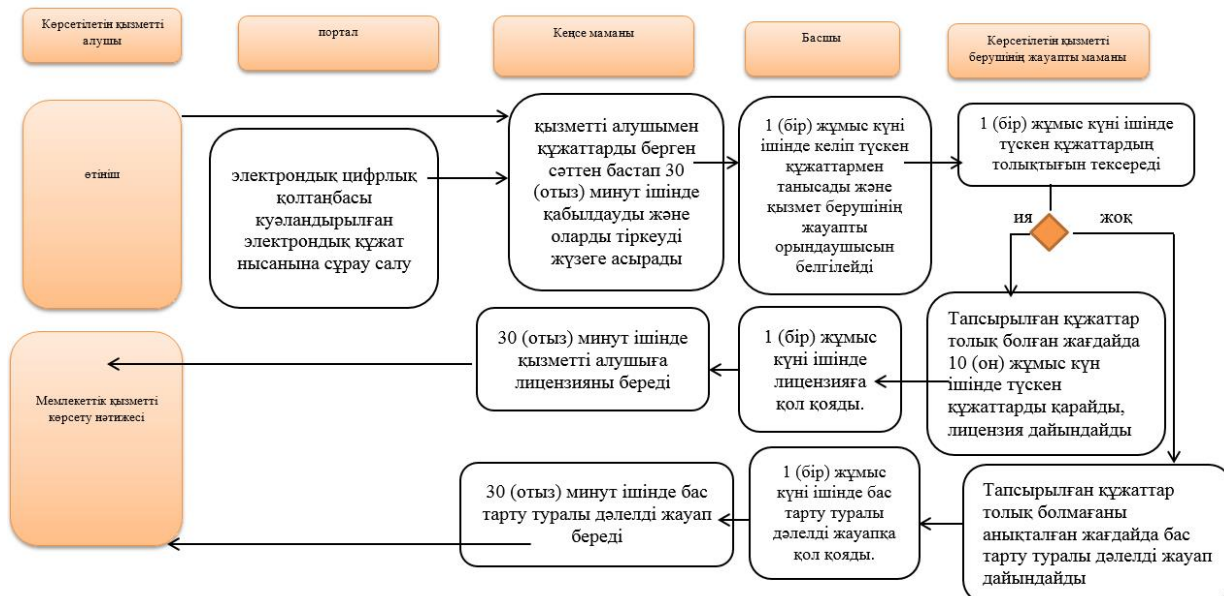 Көрсетілетін қызметті
алушы
портал
Кеңсе маманы
Басшы
Көрсетілетін қызметті
берушінің жауапты маманы
өтініш
электрондық цифрлық
қолтаңбасы
куәландырылған
электрондық құжат
нысанына сұрау салу
қызметті алушымен
құжаттарды берген
сәттен бастап 30
(отыз) минут ішінде
қабылдауды және
оларды тіркеуді
жүзеге асырады
1 (бір) жұмыс күні
ішінде келіп түскен
құжаттармен
танысады және
қызмет берушінің
жауапты
орындаушысын
белгілейді
1 (бір) жұмыс күні ішінде
түскен құжаттардың
толықтығын тексереді
ия
жоқ
Тапсырылған құжаттар
толық болған жағдайда
10 (он) жұмыс күн
ішінде түскен
құжаттарды қарайды,
лицензия дайындайды
1 (бір) жұмыс
күні ішінде
лицензияға
қол қояды.
30 (отыз) минут ішінде
қызметті алушыға
лицензияны береді
Мемлекеттік қызметті
көрсету нәтижесі
Тапсырылған құжаттар
толық болмағаны
анықталған жағдайда бас
тарту туралы дәлелді жауап
дайындайды
1 (бір) жұмыс
күні ішінде бас
тарту туралы
дәлелді жауапқа
қол қояды.
30 (отыз) минут ішінде бас
тарту туралы дәлелді жауап
береді